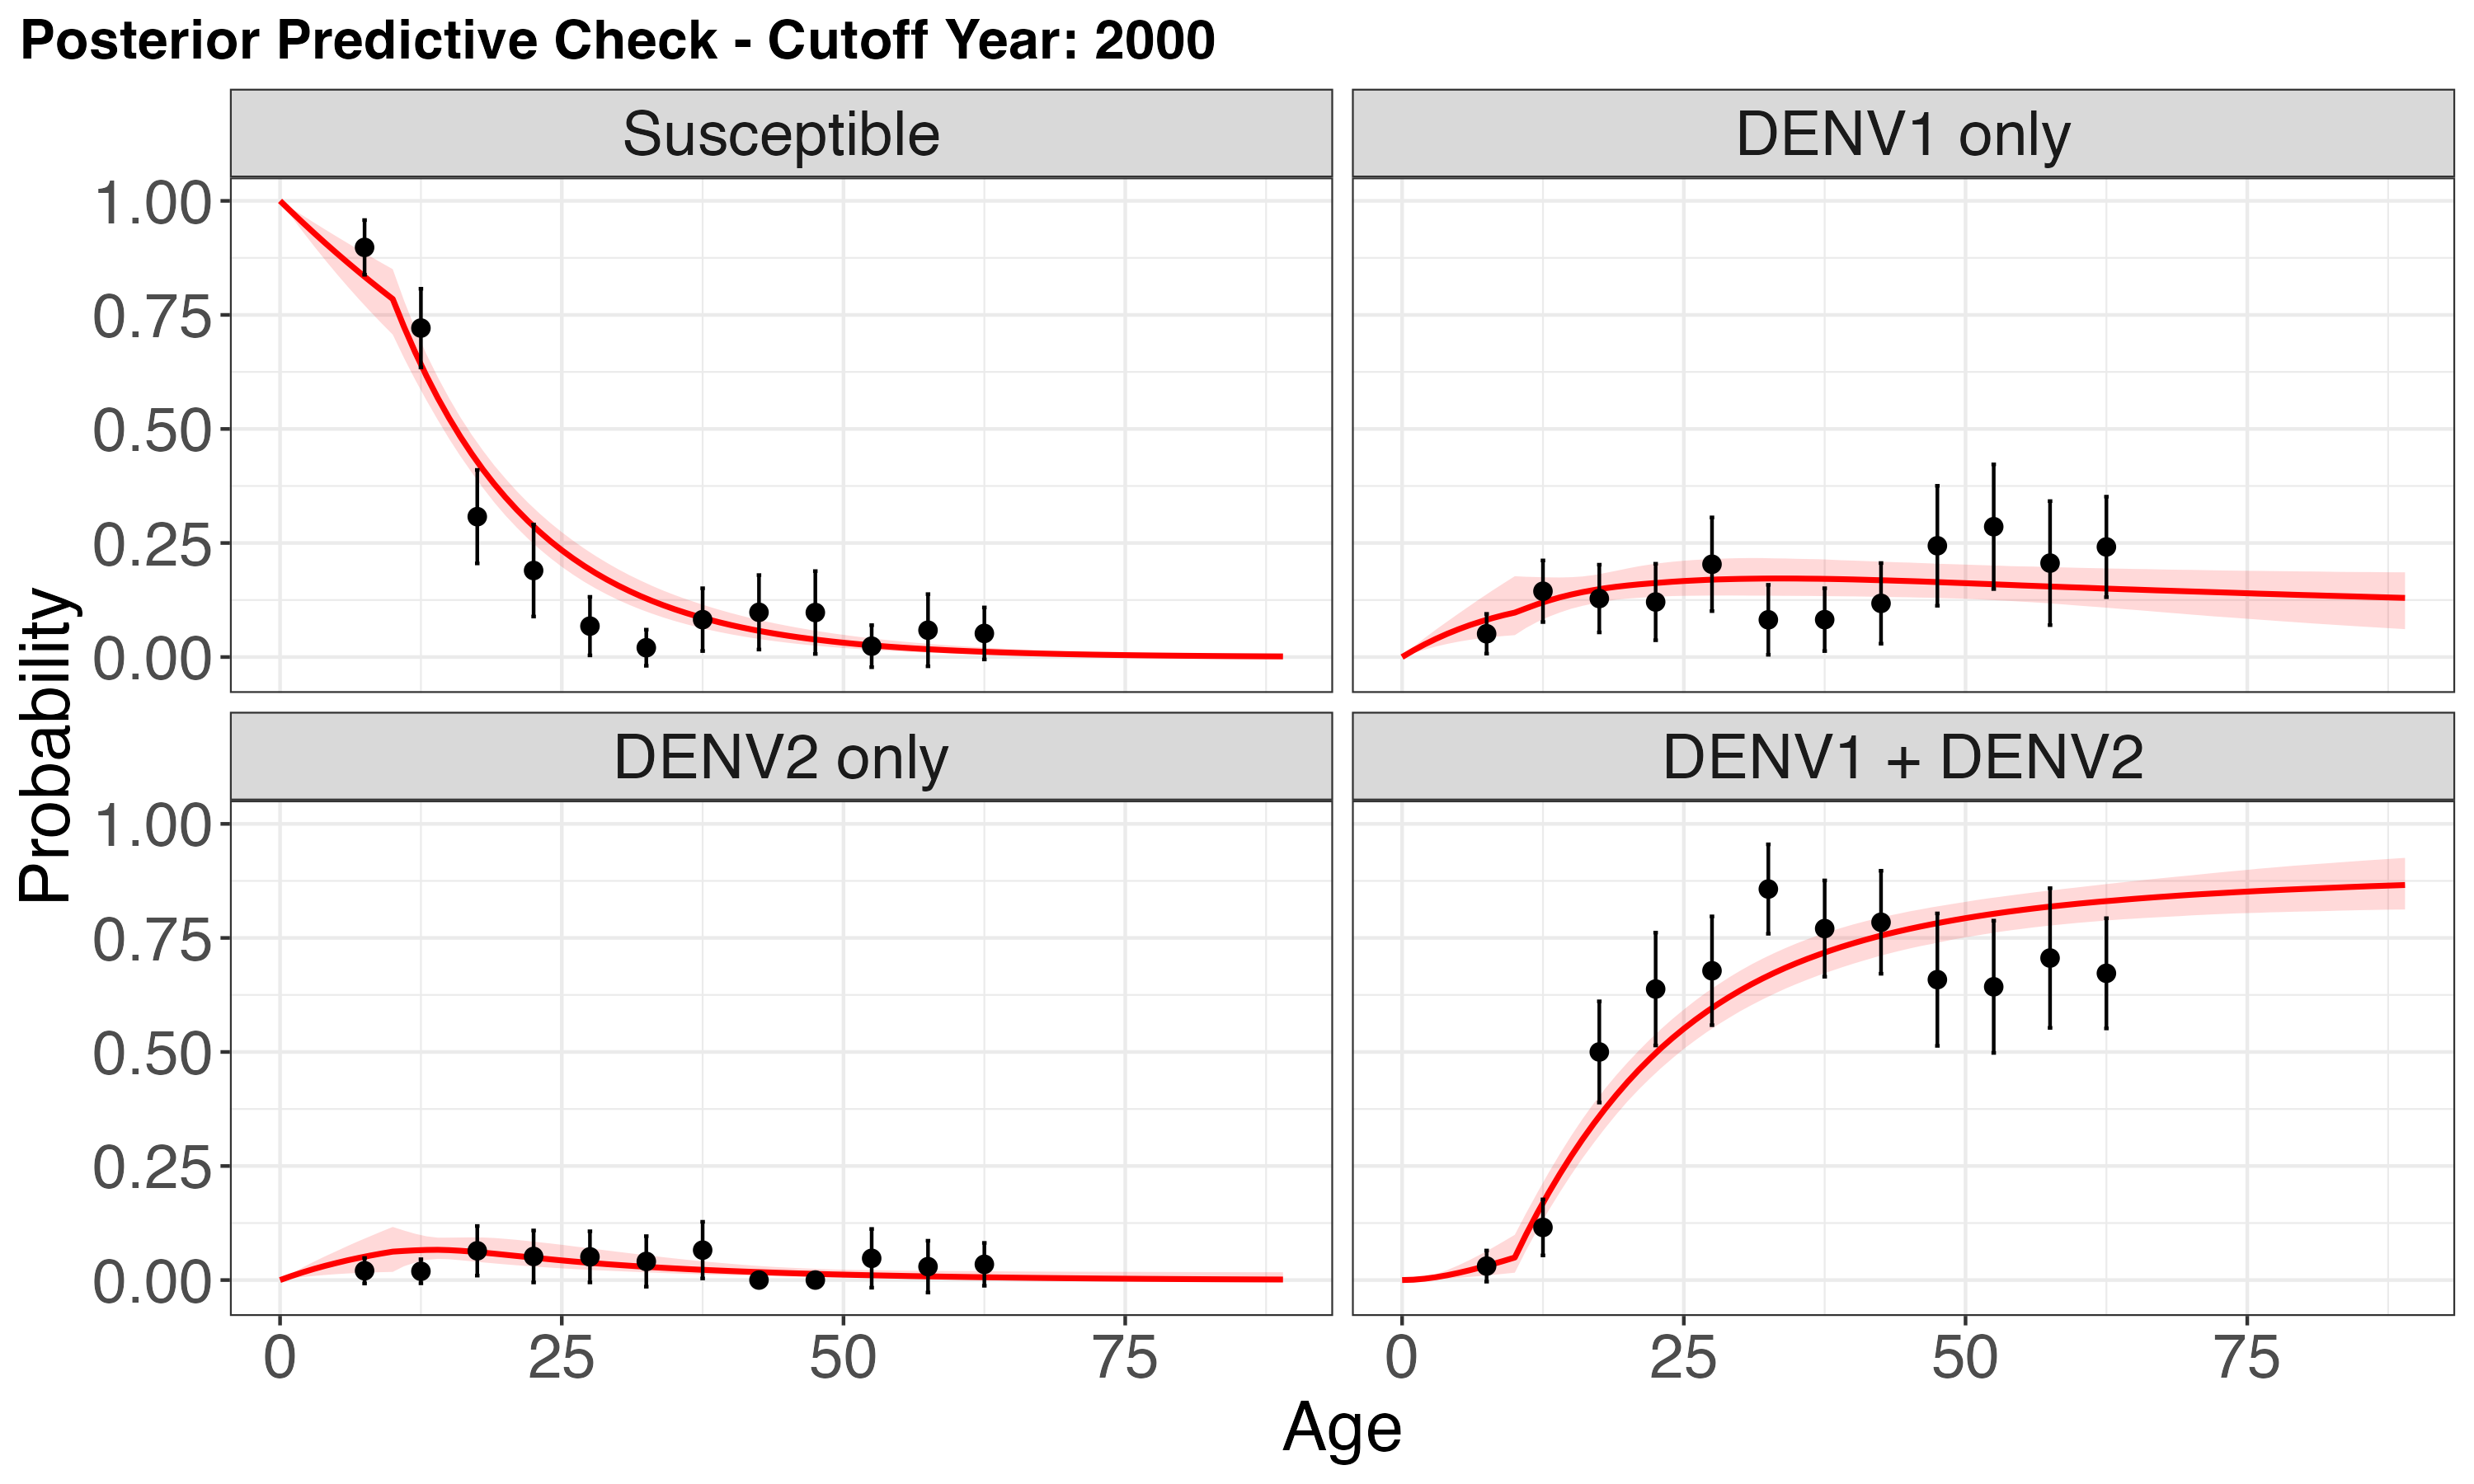 Posterior Predictive Check - Cutoff Year: 2000
Susceptible
DENV1 only
1.00
0.75
0.50
0.25
0.00
DENV2 only
DENV1 + DENV2
1.00
0.75
0.50
0.25
0.00
Probability
0 25 50 75
0 25 50 75
Age